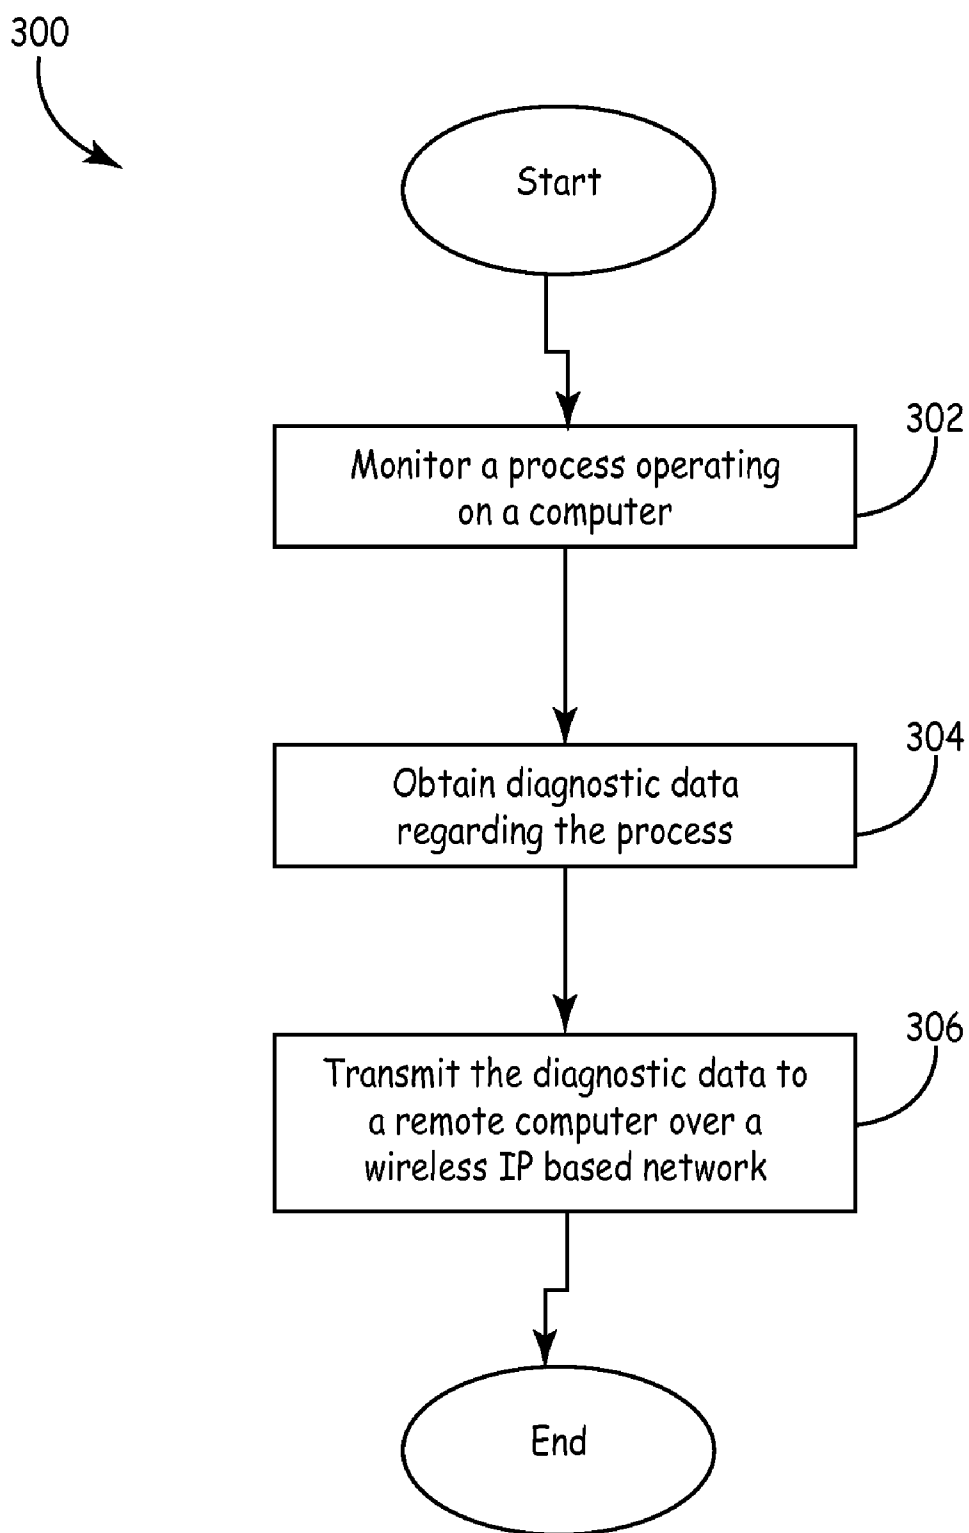 300
Start
302
Monitor a process operating
on a computer
304
Obtain diagnostic data
regarding the process
306
Transmit the diagnostic data to
a remote computer over a
wireless IP based network
End